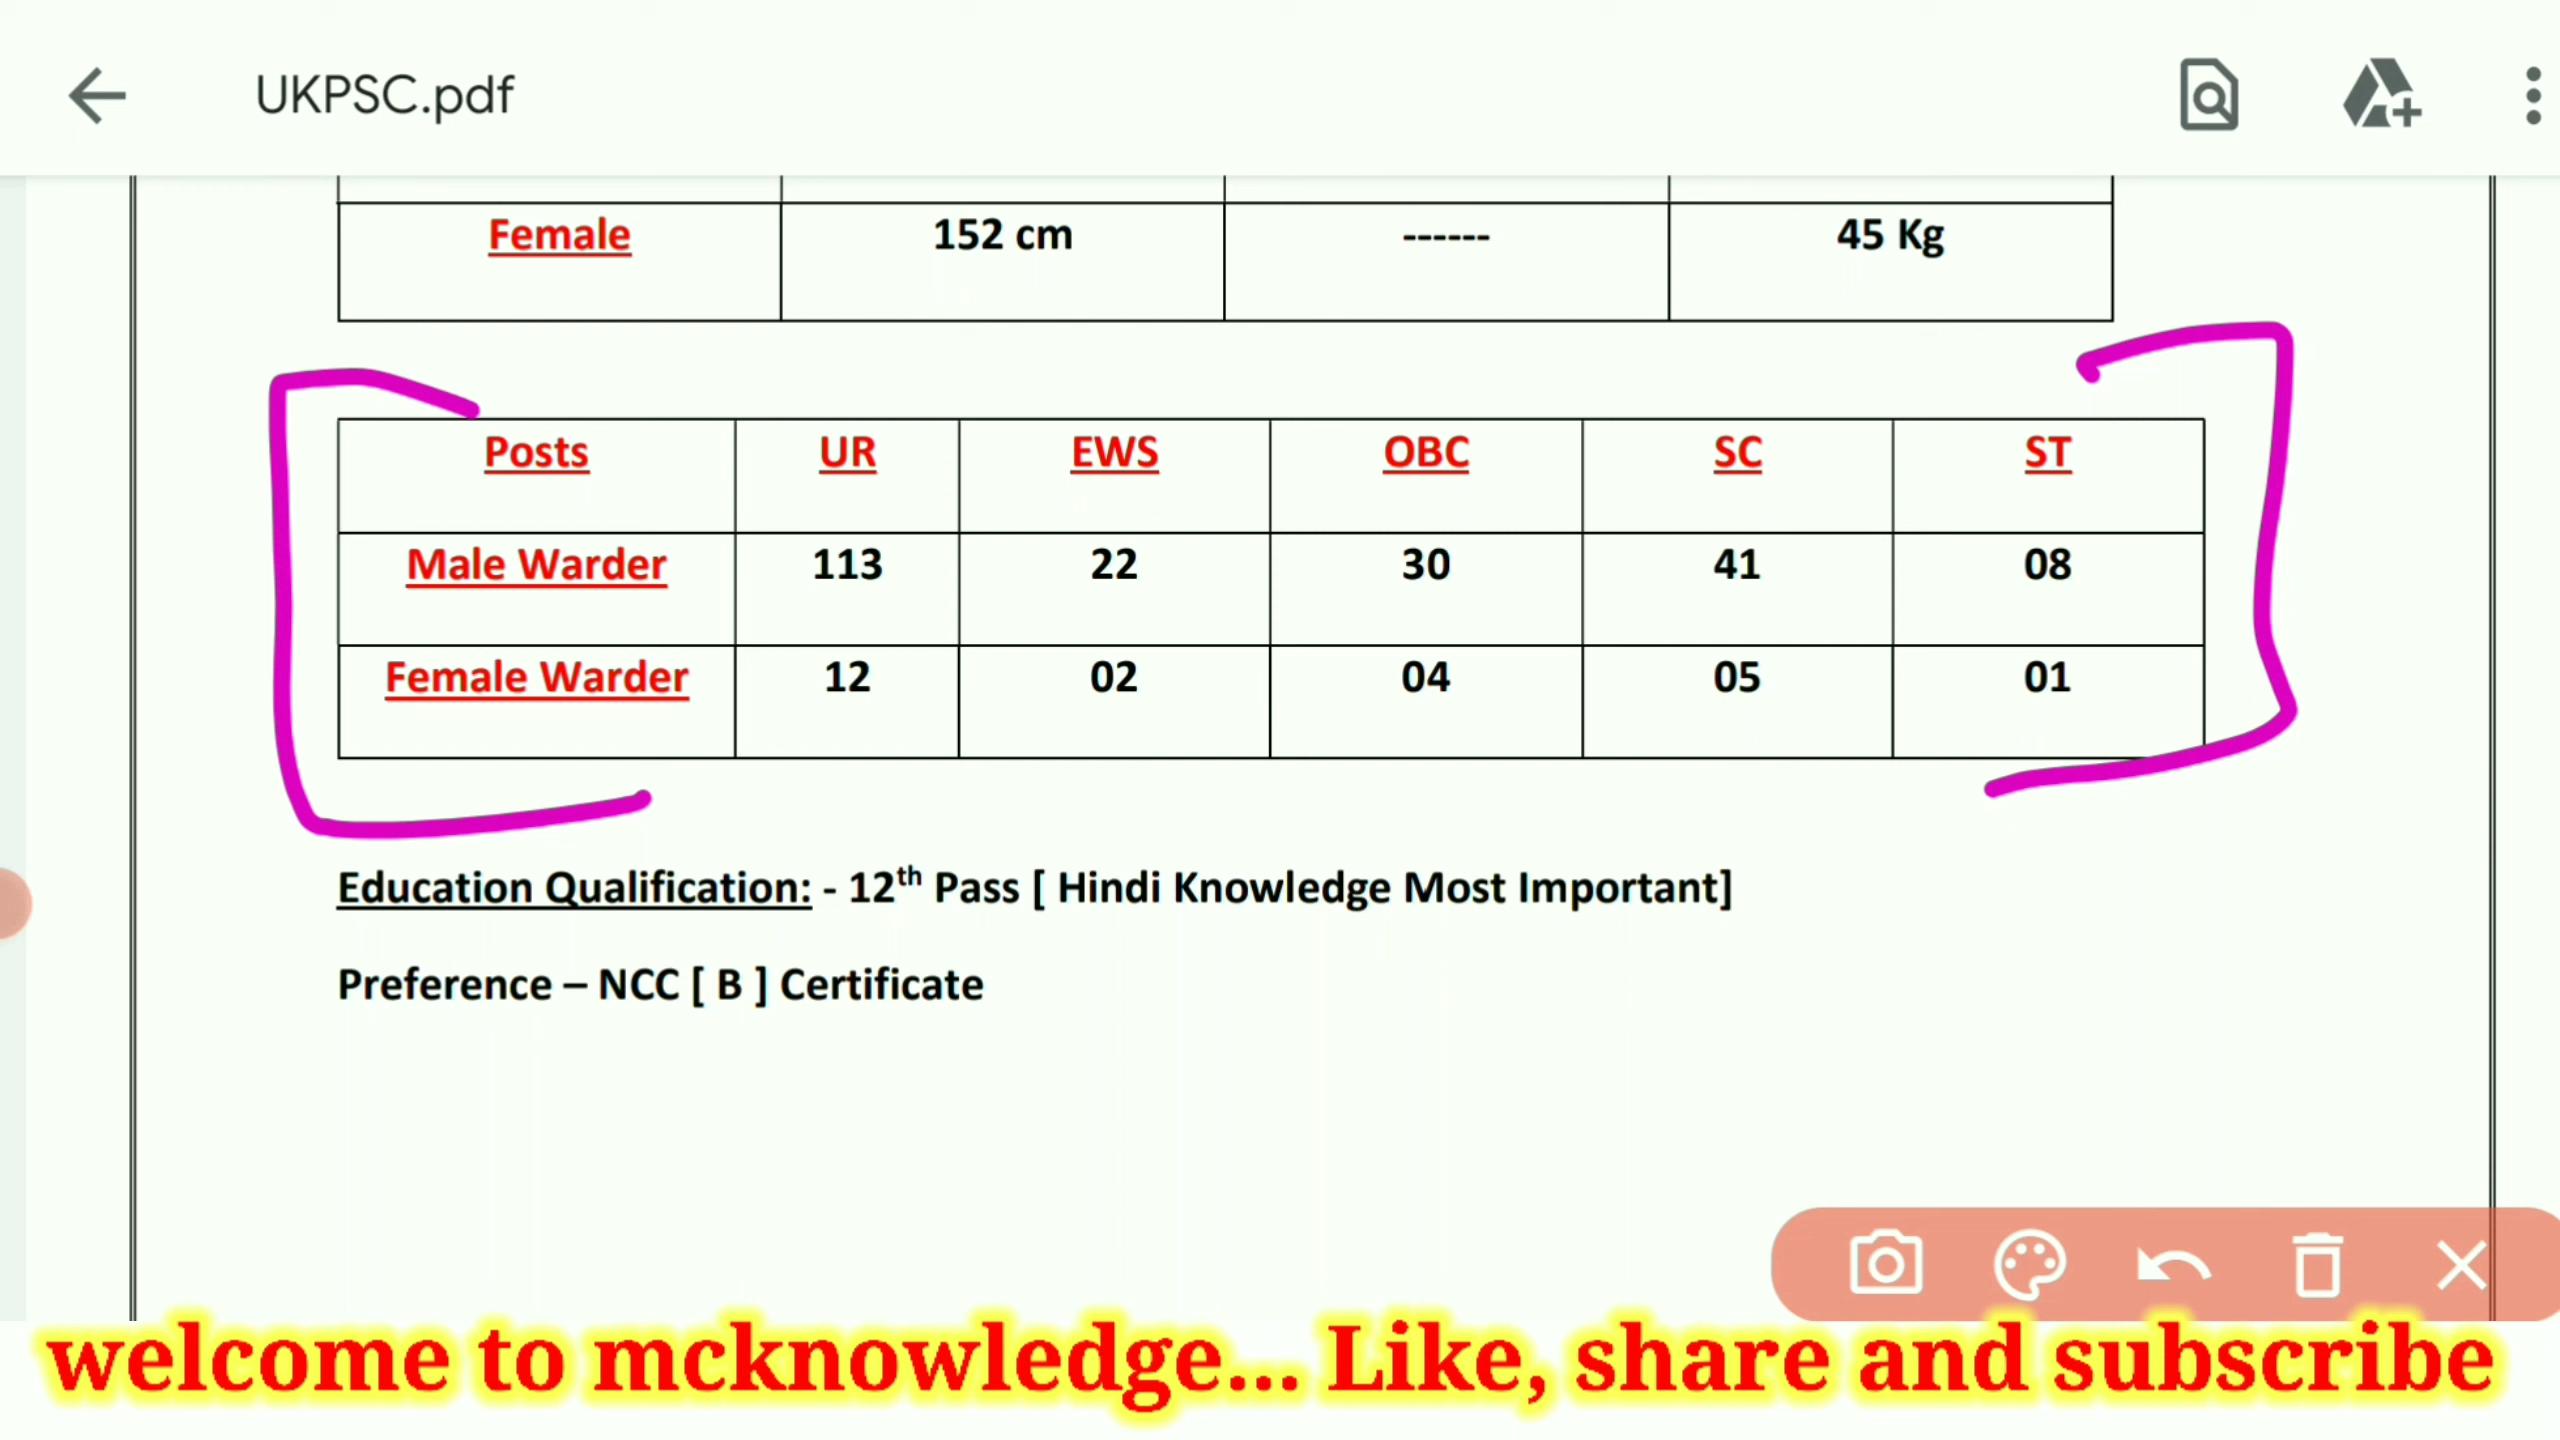 UKPSC.pdf
Female 152 cm ------ 45 Kg
Posts UR EWS OBC SC ST
Male Warder 113 22 30 41 08
Female Warder 12 02 04 05 01
Education Qualification: - 12th Pass [ Hindi Knowledge Most Important]
Preference – NCC [ B ] Certificate
welcome to mcknowledge... Like, share and subscribe